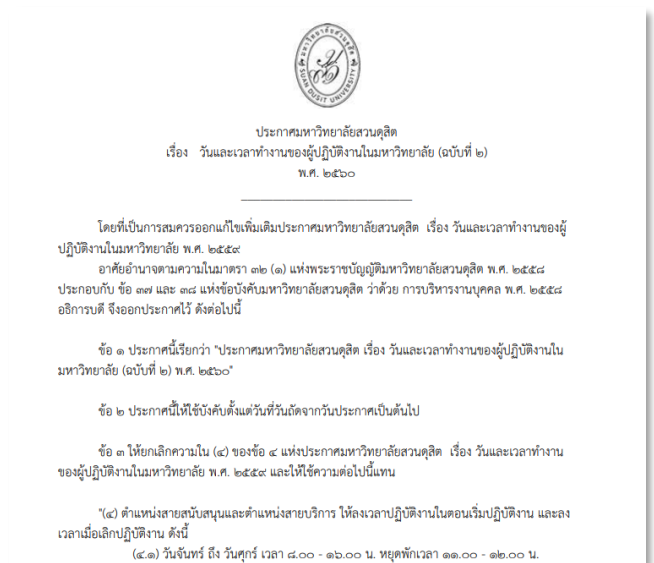 มหาวิทยาลัยสวนดุสิต
SUAN DUSIT UNIVERSITY
ประกาศมหาวิทยาลัยสวนดุสิต
เรื่อง วันและเวลาทำงานของผู้ปฏิบัติงานในมหาวิทยาลัย (ฉบับที่ ๒)
พ.ศ. ๒๕๖๐
โดยที่เป็นการสมควรออกแก้ไขเพิ่มเติมประกาศมหาวิทยาลัยสวนดุสิต เรื่อง วันและเวลาทำงานของผู้
ปฏิบัติงานในมหาวิทยาลัย พ.ศ. ๒๕๕๙
อาศัยอำนาจตามความในมาตรา ๓๒ (๑) แห่งพระราชบัญญัติมหาวิทยาลัยสวนดุสิต พ.ศ. ๒๕๕๘
ประกอบกับ ข้อ ๓๗ และ ๓๘ แห่งข้อบังคับมหาวิทยาลัยสวนดุสิต ว่าด้วย การบริหารงานบุคคล พ.ศ. ๒๕๕๘
อธิการบดี จึงออกประกาศไว้ ดังต่อไปนี้
ข้อ ๑ ประกาศนี้เรียกว่า "ประกาศมหาวิทยาลัยสวนดุสิต เรื่อง วันและเวลาทำงานของผู้ปฏิบัติงานใน
มหาวิทยาลัย (ฉบับที่ ๒) พ.ศ. ๒๕๖๐"
ข้อ ๒ ประกาศนี้ให้ใช้บังคับตั้งแต่วันที่วันถัดจากวันประกาศเป็นต้นไป
ข้อ ๓ ให้ยกเลิกความใน (๔) ของข้อ ๔ แห่งประกาศมหาวิทยาลัยสวนดุสิต เรื่อง วันและเวลาทำงาน
ของผู้ปฏิบัติงานในมหาวิทยาลัย พ.ศ. ๒๕๕๙ และให้ใช้ความต่อไปนี้แทน
"(๔) ตำแหน่งสายสนับสนุนและตำแหน่งสายบริการ ให้ลงเวลาปฏิบัติงานในตอนเริ่มปฏิบัติงาน และลง
เวลาเมื่อเลิกปฏิบัติงาน ดังนี้
(๔.๑) วันจันทร์ ถึง วันศุกร์ เวลา ๘.๐๐ - ๑๖.๐๐ น. หยุดพักเวลา ๑๑.๐๐ - ๑๒.๐๐ น.